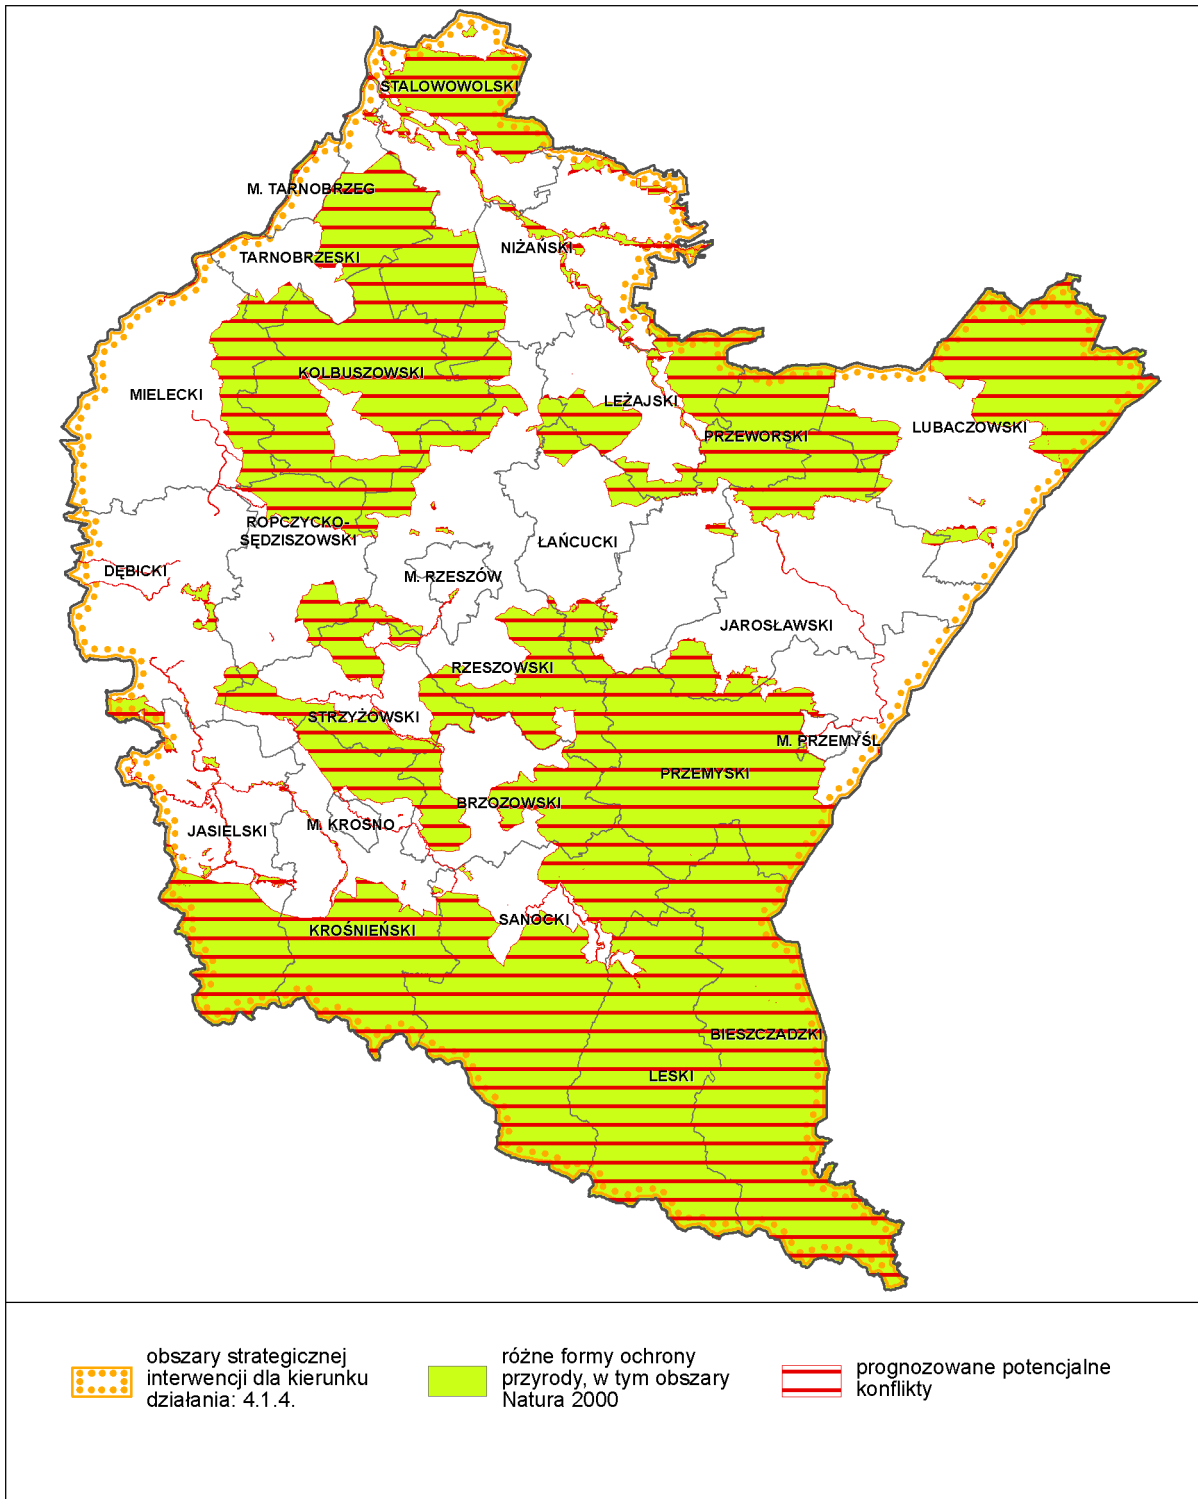 STALOWOWOLSKI
M. TARNOBRZEG
NIŻAŃSKI
TARNOBRZESKI
KOLBUSZOWSKI
MIELECKI
LEŻAJSKI
LUBACZOWSKI
PRZEWORSKI
ROPCZYCKO-
SĘDZISZOWSKI
ŁAŃCUCKI
DĘBICKI
M. RZESZÓW
JAROSŁAWSKI
RZESZOWSKI
STRZYŻOWSKI
M. PRZEMYŚL
PRZEMYSKI
BRZOZOWSKI
JASIELSKI
M. KROSNO
SANOCKI
KROŚNIEŃSKI
BIESZCZADZKI
LESKI
obszary strategicznej
interwencji dla kierunku
działania: 4.1.4.
różne formy ochrony
przyrody, w tym obszary
Natura 2000
prognozowane potencjalne
konflikty